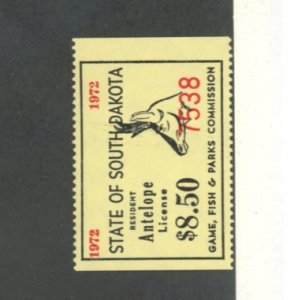 1972 1972
STATE OF SOUTH DAKOTA
RESIDENT
Antelope
License
7538
$8.50
GAME, FISH & PARKS COMMISSION